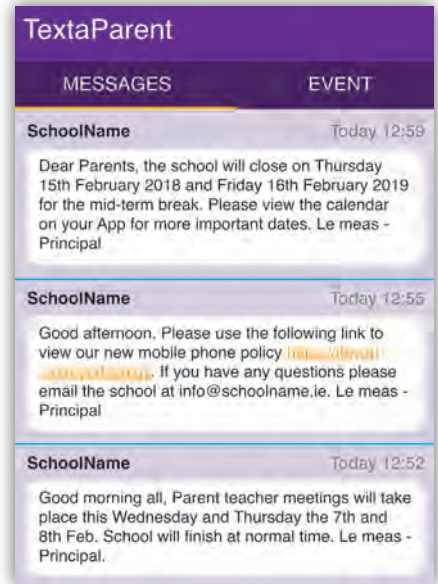 TextaParent
MESSAGES EVENT
SchoolName Today 12:59
Dear Parents, the school will close on Thursday
15th February 2018 and Friday 16th February 2019
for the mid-term break. Please view the calendar
on your App for more important dates. Le meas -
Principal
SchoolName Today 12:55
Good afternoon. Please use the following link to
view our new mobile phone policy
. If you have any questions please
email the school at info@schoolname.ie. Le meas -
Principal
SchoolName Today 12:52
Good morning all, Parent teacher meetings will take
place this Wednesday and Thursday the 7th and
8th Feb. School will finish at normal time. Le meas -
Principal.